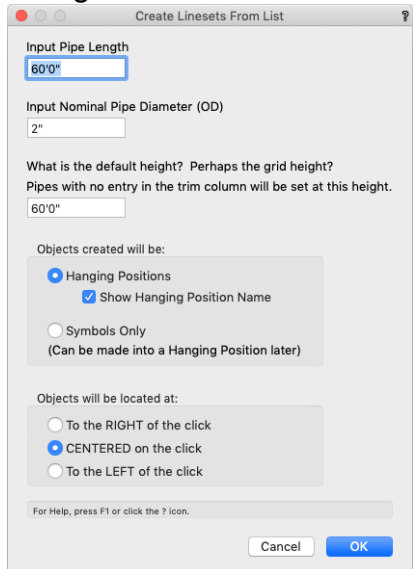 Create Linesets From List
?
Input Pipe Length
60'0"
Input Nominal Pipe Diameter (OD)
2"
What is the default height? Perhaps the grid height?
Pipes with no entry in the trim column will be set at this height.
60'0"
Objects created will be:
Hanging Positions
Show Hanging Position Name
Symbols Only
(Can be made into a Hanging Position later)
Objects will be located at:
To the RIGHT of the click
CENTERED on the click
To the LEFT of the click
For Help, press F1 or click the ? icon.
Cancel OK